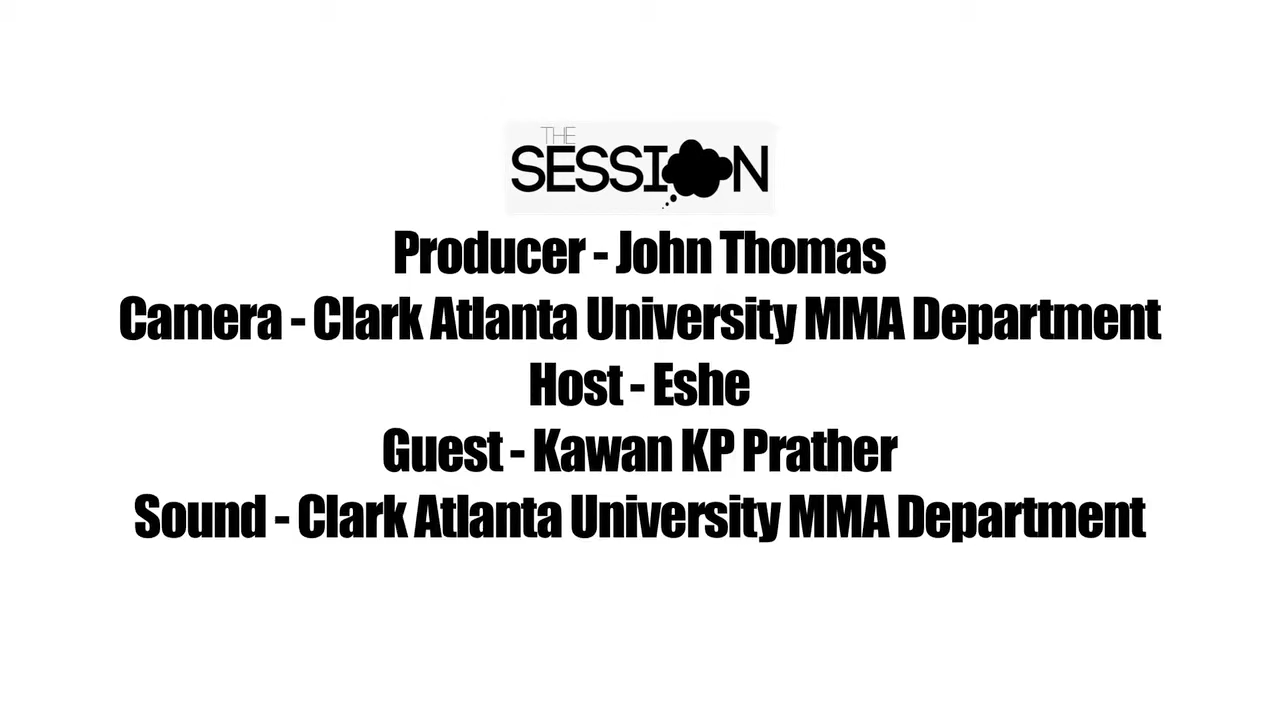 THE
SESSION
Producer - John Thomas
Camera - Clark Atlanta University MMA Department
Host - Eshe
Guest - Kawan KP Prather
Sound - Clark Atlanta University MMA Department